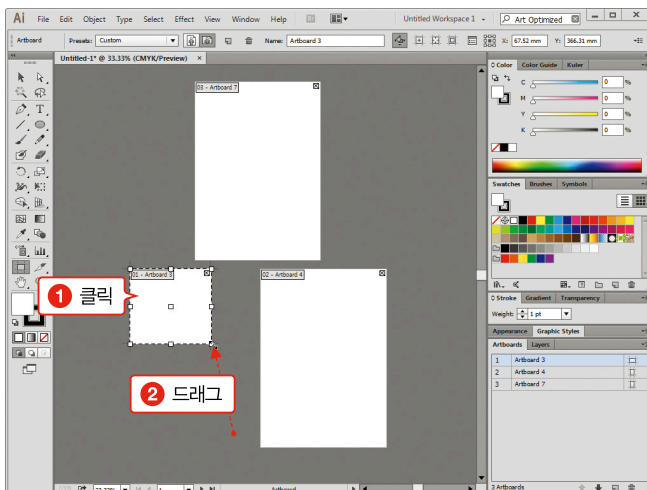 Ai File Edit Object Type Select Effect View Window Help Untitled Workspace 1 Art Optimized
Artboard Presets: Custom Name: Artboard 3 X: 67.52 mm Y: 366.31 mm
Untitled-1* @ 33.33% (CMYK/Preview) ×
Color Color Guide Kuler
C 0 %
M 0 %
Y 0 %
K 0 %
03 - Artboard 7
Swatches Brushes Symbols
01 - Artboard 3
02 - Artboard 4
1 클릭
Stroke Gradient Transparency
Weight: 1 pt
Appearance Graphic Styles
Artboards Layers
1 Artboard 3
2 Artboard 4
3 Artboard 7
2 드래그
3 Artboards